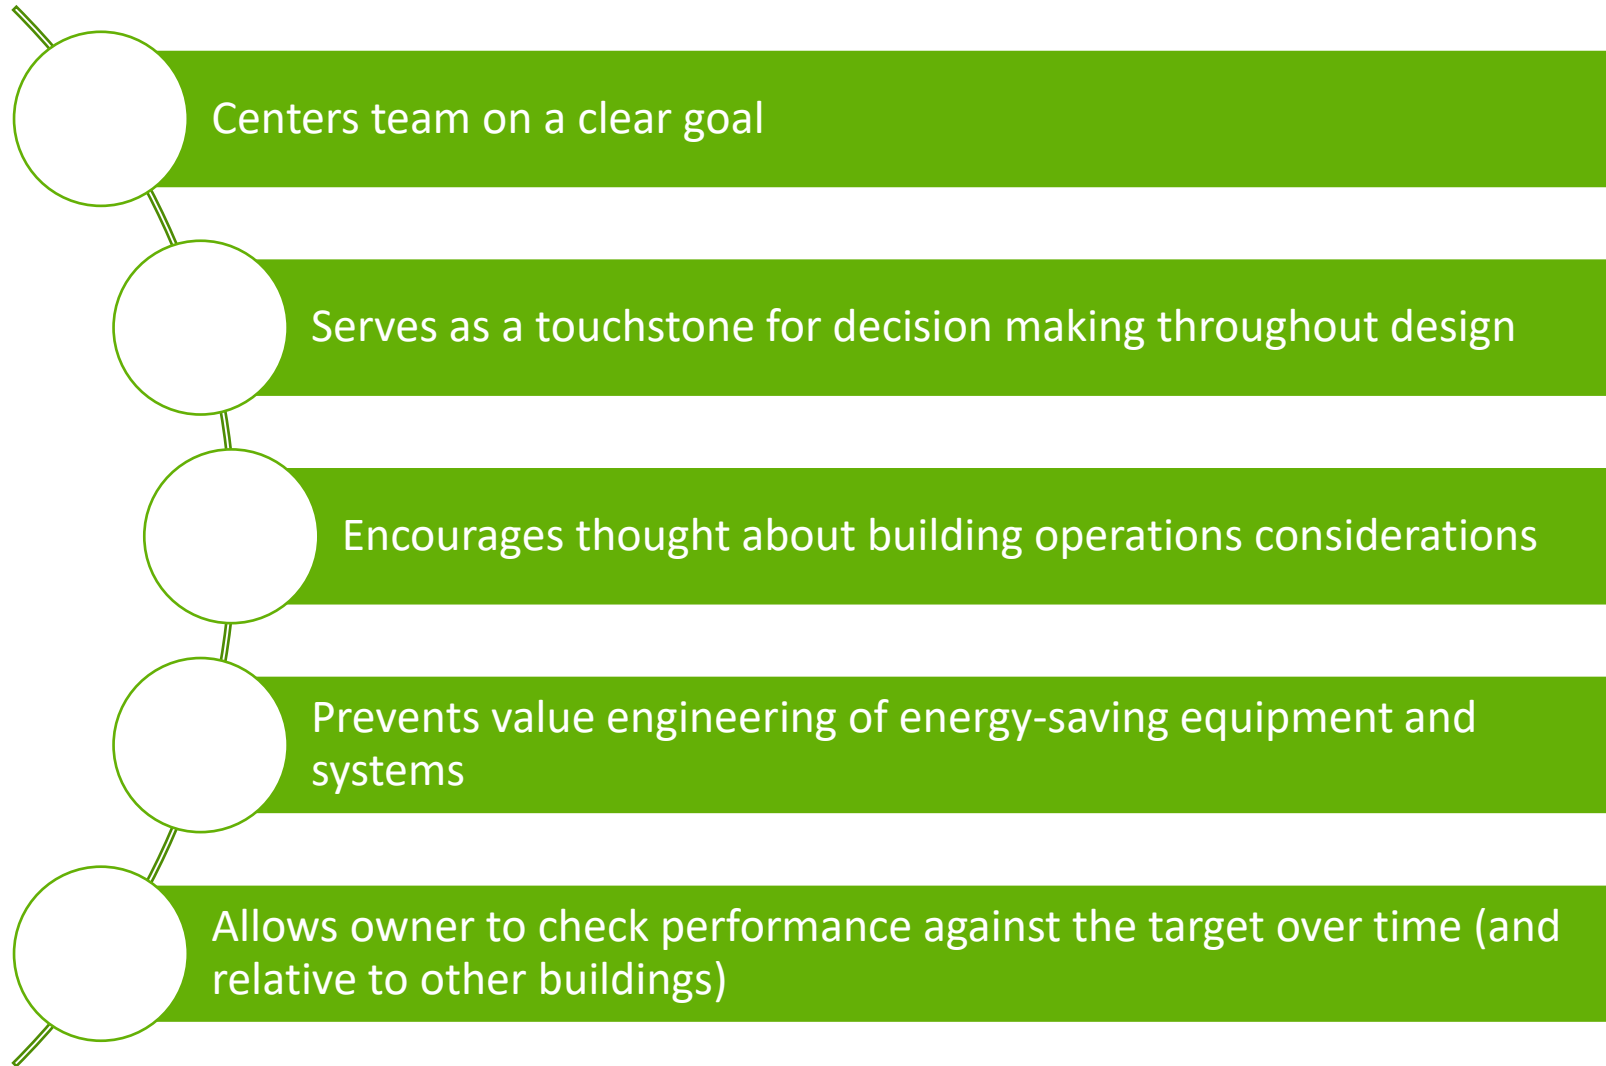 Centers team on a clear goal
Serves as a touchstone for decision making throughout design
Encourages thought about building operations considerations
Prevents value engineering of energy-saving equipment and
systems
Allows owner to check performance against the target over time (and
relative to other buildings)